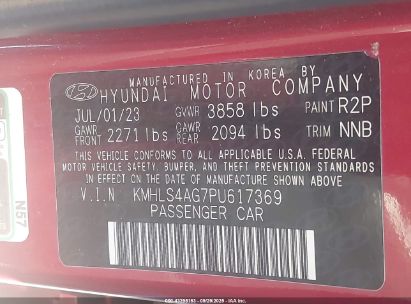 MANUFACTURED IN KOREA BY
HYUNDAI MOTOR COMPANY
JUL/01/23 GVWR 3858 lbs PAINT R2P
GAWR FRONT 2271 lbs GAWR REAR 2094 lbs TRIM NNB
THIS VEHICLE CONFORMS TO ALL APPLICABLE U.S.A. FEDERAL
MOTOR VEHICLE SAFETY, BUMPER, AND THEFT PREVENTION STANDARDS
IN EFFECT ON THE DATE OF MANUFACTURE SHOWN ABOVE
V.I.N KMHLS4AG7PU617369
PASSENGER CAR
N57